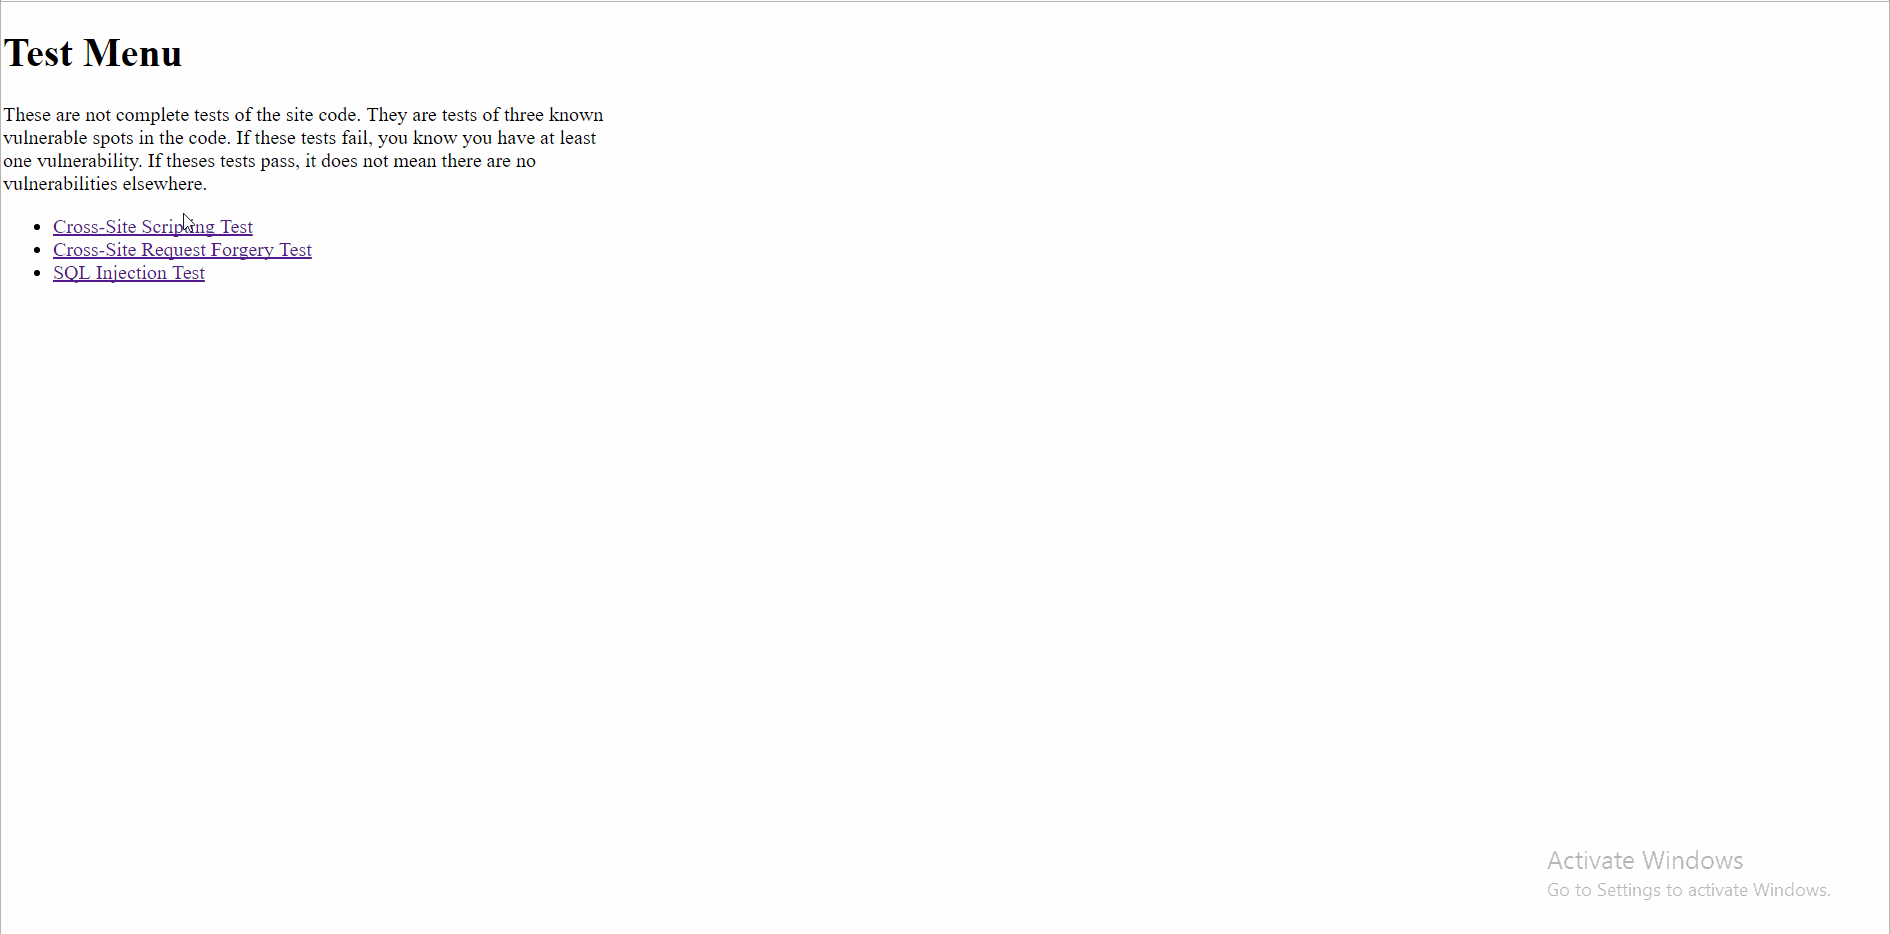 Test Menu
These are not complete tests of the site code. They are tests of three known
vulnerable spots in the code. If these tests fail, you know you have at least
one vulnerability. If theses tests pass, it does not mean there are no
vulnerabilities elsewhere.
Cross-Site Scripting Test
Cross-Site Request Forgery Test
SQL Injection Test
Activate Windows
Go to Settings to activate Windows.